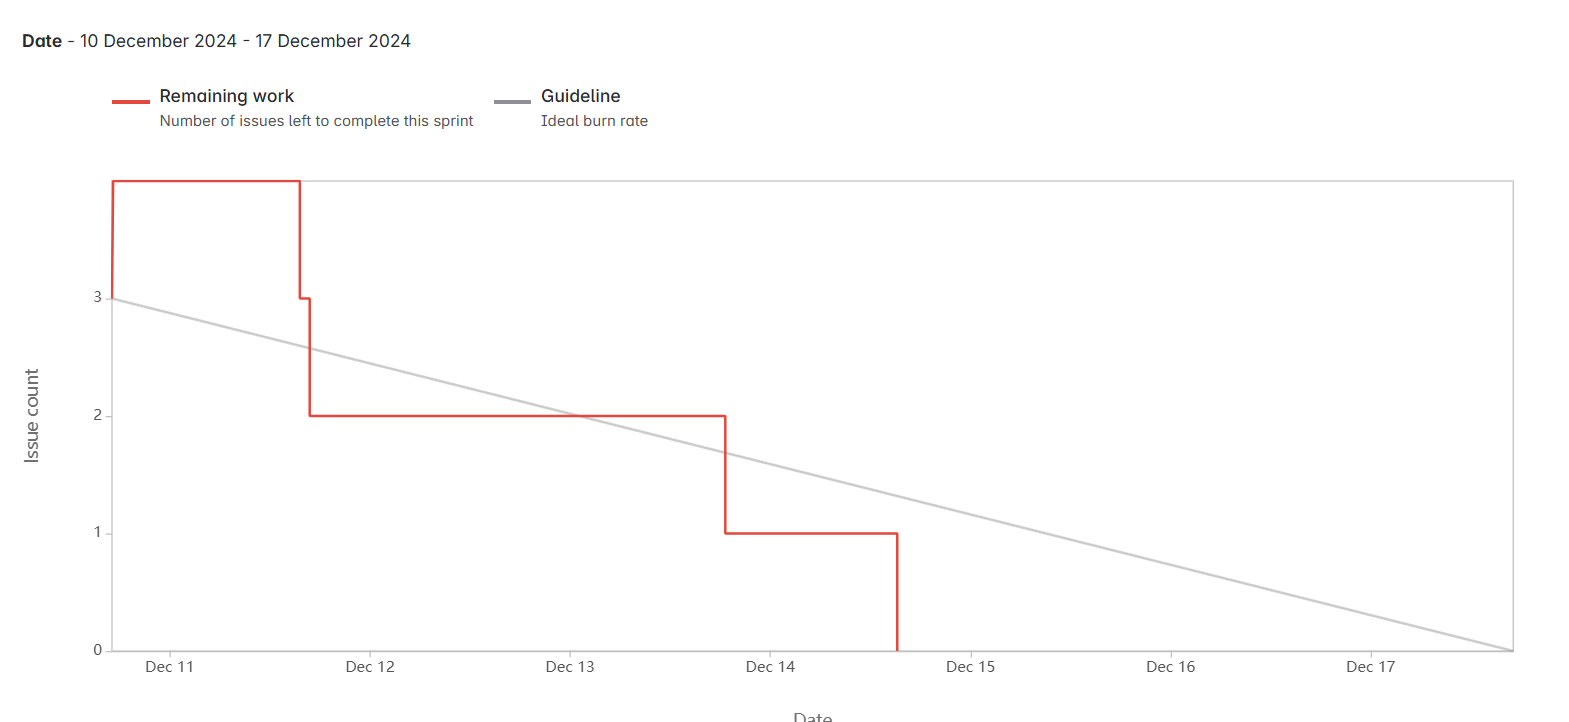 Date - 10 December 2024 - 17 December 2024
Remaining work
Number of issues left to complete this sprint
Guideline
Ideal burn rate
Issue count
3
2
1
0
Dec 11 Dec 12 Dec 13 Dec 14 Dec 15 Dec 16 Dec 17
Date